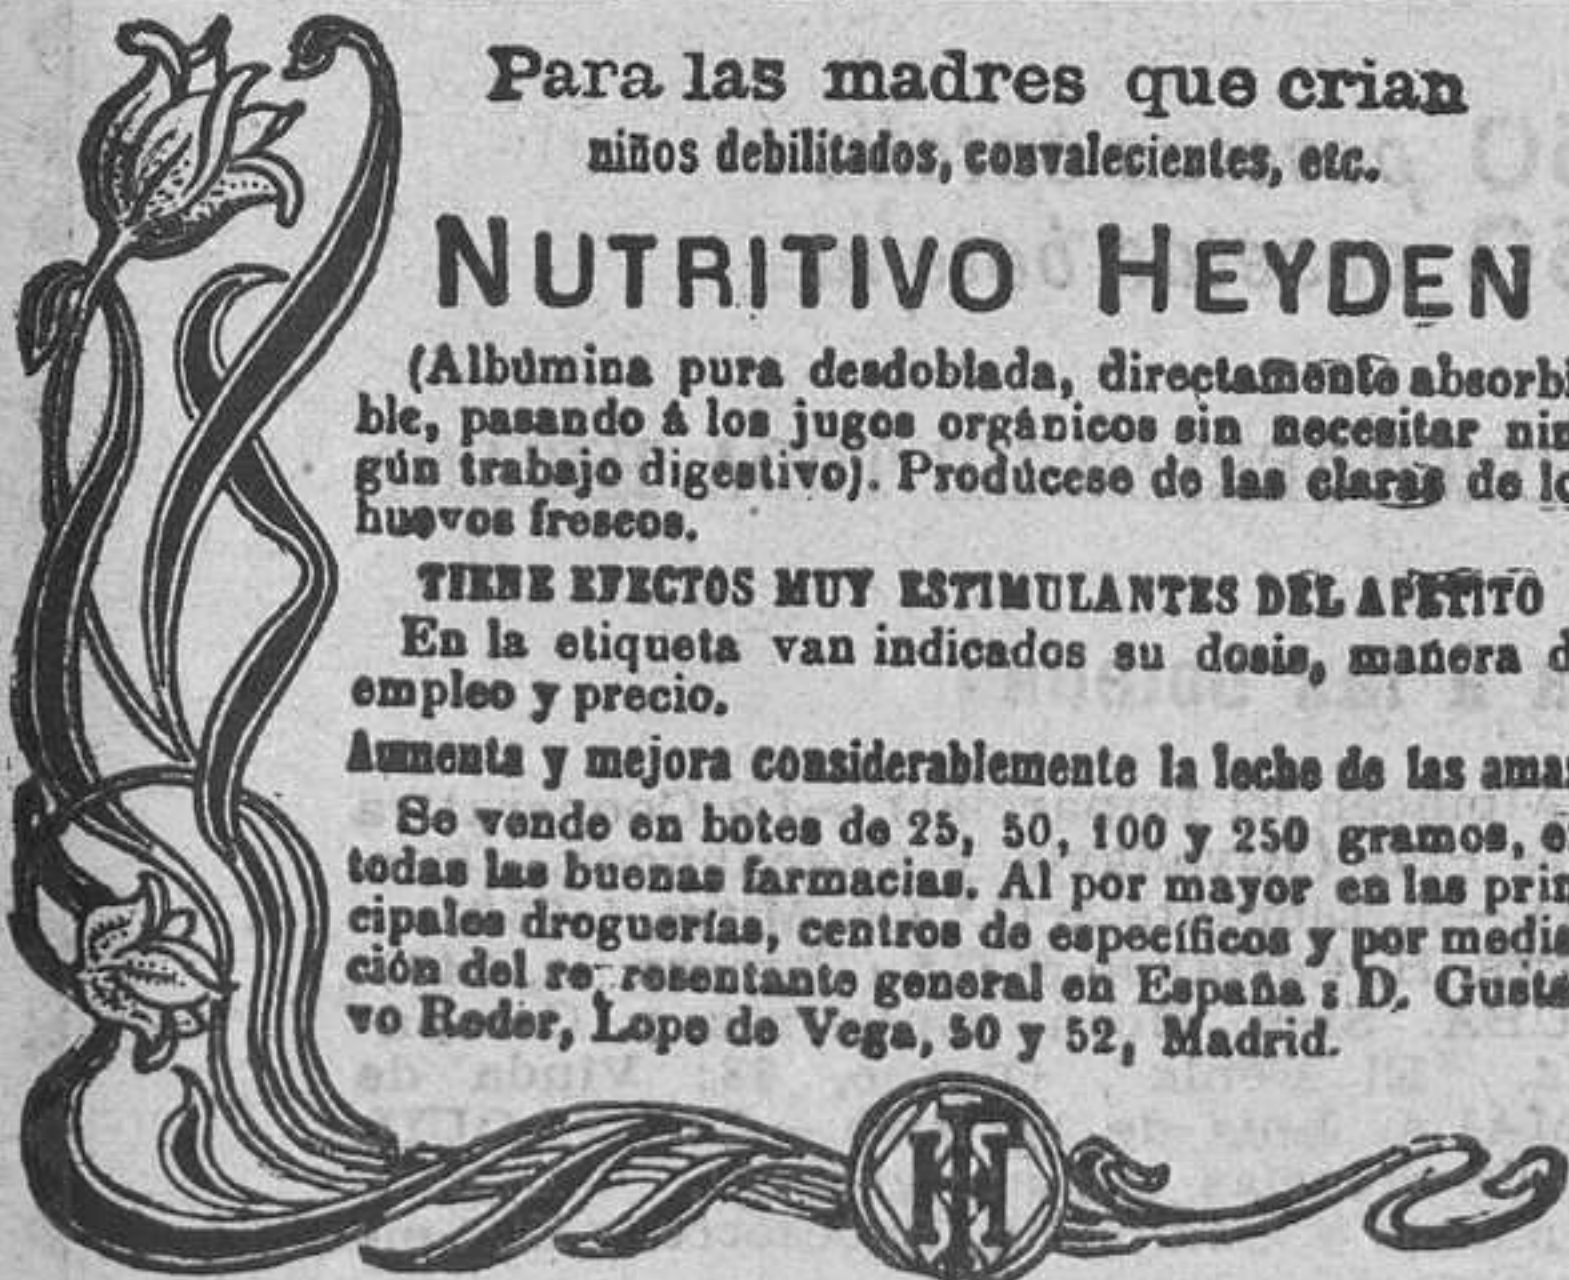 Para las madres que crian
niños debilitados, convalecientes, etc.
NUTRITIVO HEYDEN
(Albúmina pura desdoblada, directamente absorbi
ble, pasando á los jugos orgánicos sin necesitar nin
gún trabajo digestivo). Prodúcese de las claras de lo
huevos frescos.
TIENE EFECTOS MUY ESTIMULANTES DEL APETITO
En la etiqueta van indicados su dosis, manera d
empleo y precio.
Aumenta y mejora considerablemente la leche de las amas
Se vende en botes de 25, 50, 100 y 250 gramos, e
todas las buenas farmacias. Al por mayor en las prin
cipales droguerías, centros de específicos y por media
ción del re resentante general en España: D. Gusta
vo Reder, Lope de Vega, 50 y 52, Madrid.